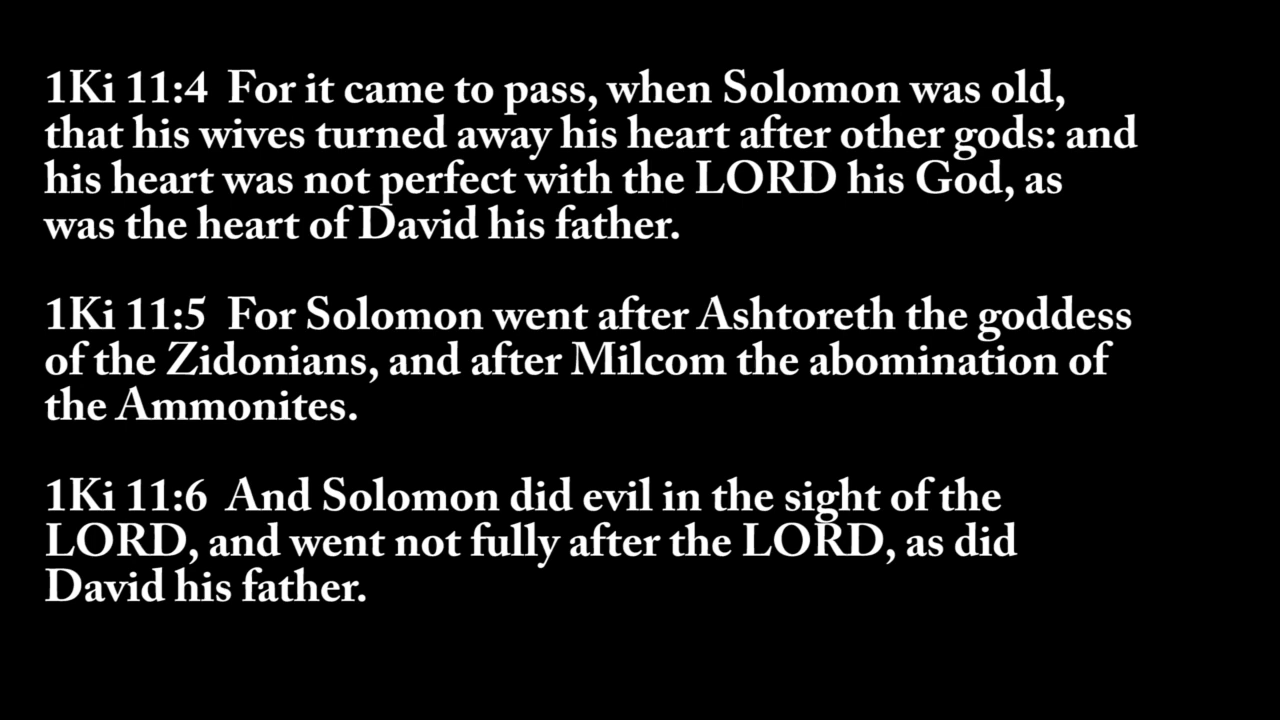 1Ki 11:4  For it came to pass, when Solomon was old,
that his wives turned away his heart after other gods: and
his heart was not perfect with the LORD his God, as
was the heart of David his father.
1Ki 11:5  For Solomon went after Ashtoreth the goddess
of the Zidonians, and after Milcom the abomination of
the Ammonites.
1Ki 11:6  And Solomon did evil in the sight of the
LORD, and went not fully after the LORD, as did
David his father.